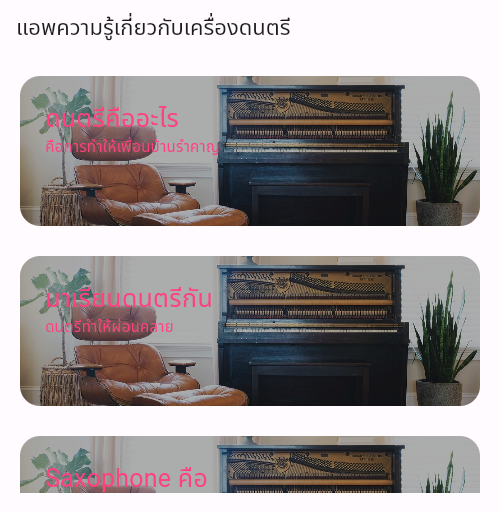 แอพความรู้เกี่ยวกับเครื่องดนตรี
ดนตรีคืออะไร
คือการทำให้เพื่อนบ้านรำคาญ
มาเรียนดนตรีกัน
ดนตรีทำให้ผ่อนคลาย
Saxophone คือ